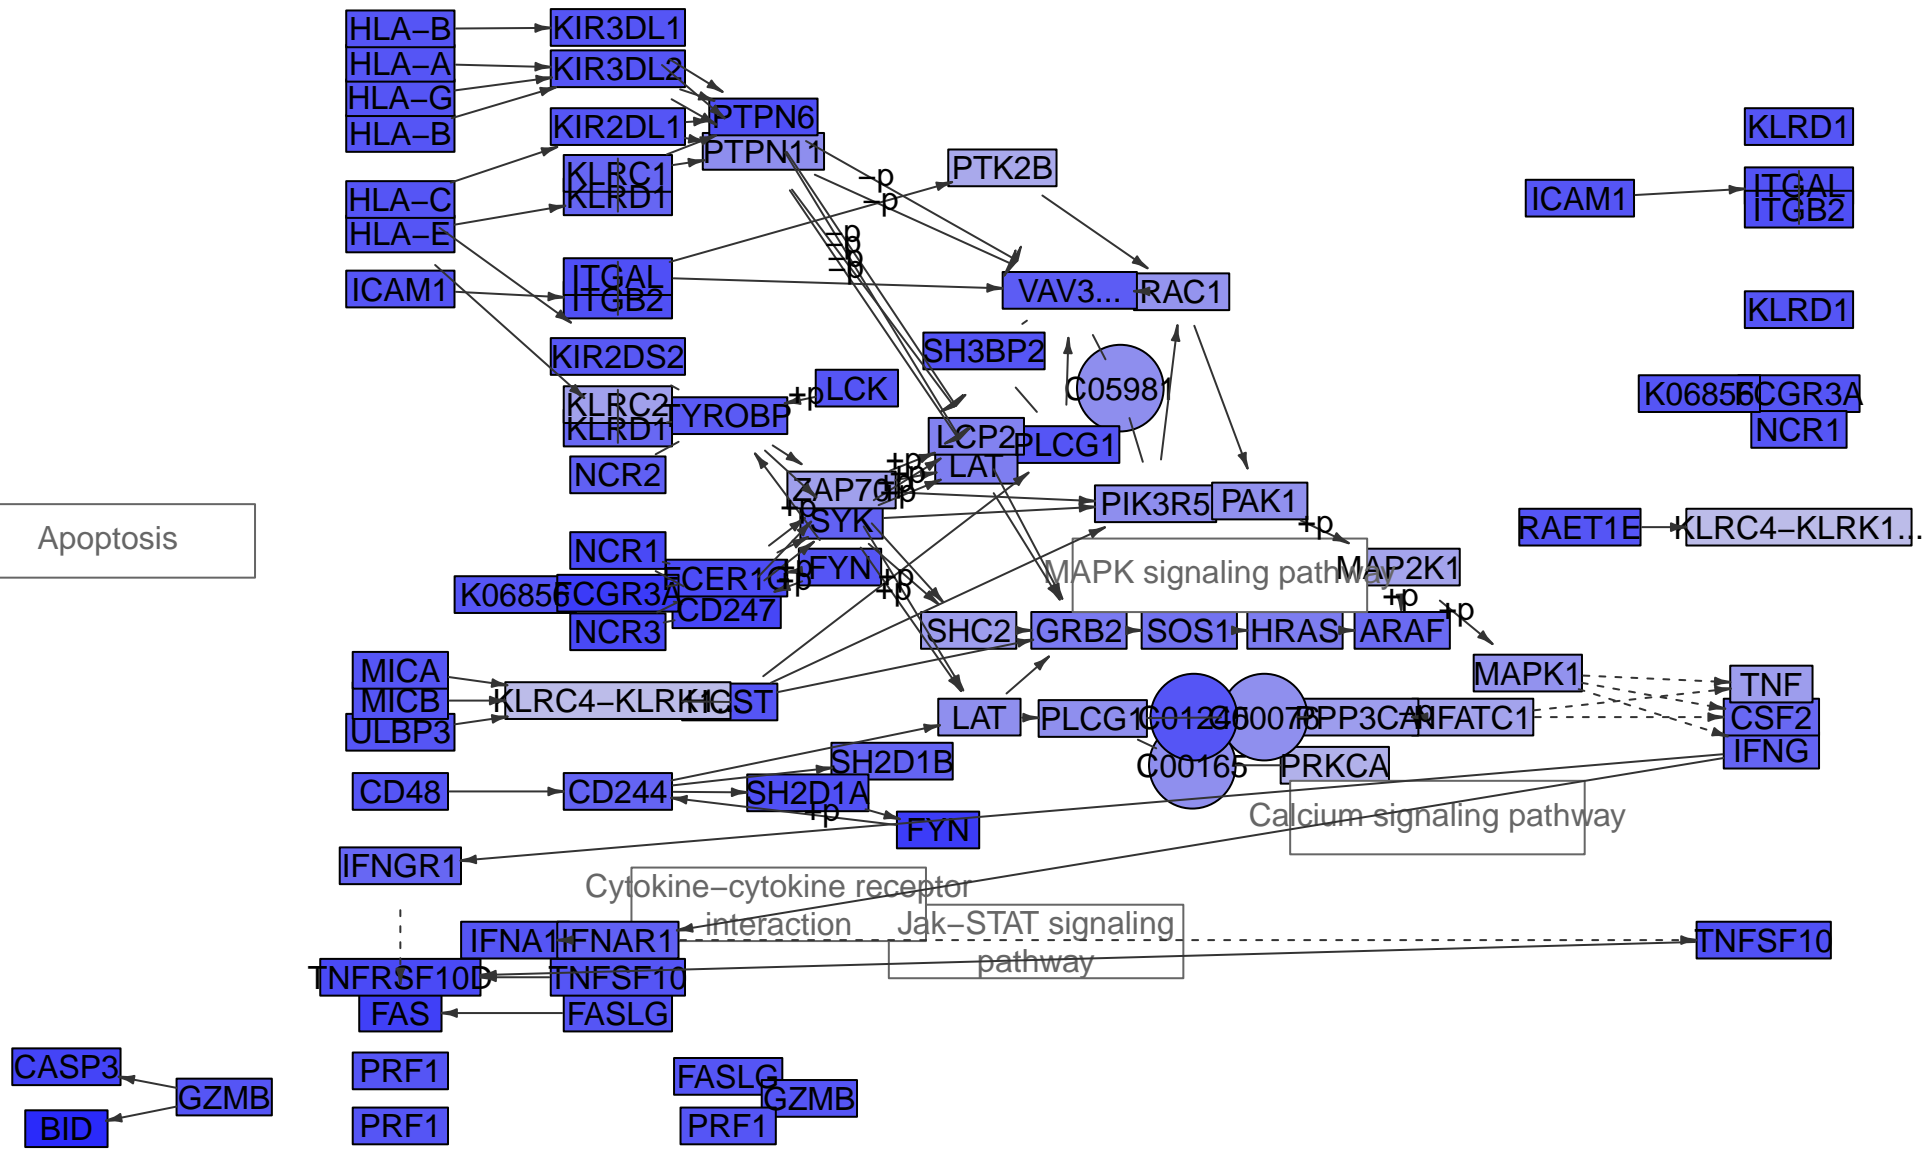 HLA−B
KIR3DL1
HLA−A
KIR3DL2
HLA−G
HLA−B
PTPN6
KIR2DL1
KLRD1
PTPN11
PTK2B
KLRC1
KLRD1
−p
−p
HLA−C
ICAM1
ITGAL
ITGB2
HLA−E
−p
−p
−p
−p
ICAM1
ITGAL
ITGB2
VAV3...
RAC1
KLRD1
KIR2DS2
SH3BP2
LCK
+p
C05981
KLRC2
KLRD1
TYROBP
K06856
FCGR3A
NCR1
LCP2
PLCG1
LAT
NCR2
+p
+p
+p
ZAP70
PIK3R5
PAK1
+p
SYK
+p
RAET1E
KLRC4−KLRK1...
Apoptosis
NCR1
FCER1G
+p
+p
FYN
+p
+p
MAPK signaling pathway
MAP2K1
K06856
FCGR3A
CD247
+p
+p
NCR3
SHC2
GRB2
SOS1
HRAS
ARAF
MICA
MICB
ULBP3
KLRC4−KLRK1...
HCST
MAPK1
TNF
LAT
PLCG1
C01245
C00076
PPP3CA
NFATC1
CSF2
IFNG
SH2D1B
C00165
PRKCA
CD48
CD244
SH2D1A
+p
FYN
Calcium signaling pathway
IFNGR1
Cytokine−cytokine receptor
interaction
Jak−STAT signaling
pathway
IFNA1
IFNAR1
TNFSF10
TNFRSF10D
TNFSF10
FAS
FASLG
CASP3
PRF1
FASLG
GZMB
GZMB
BID
PRF1
PRF1